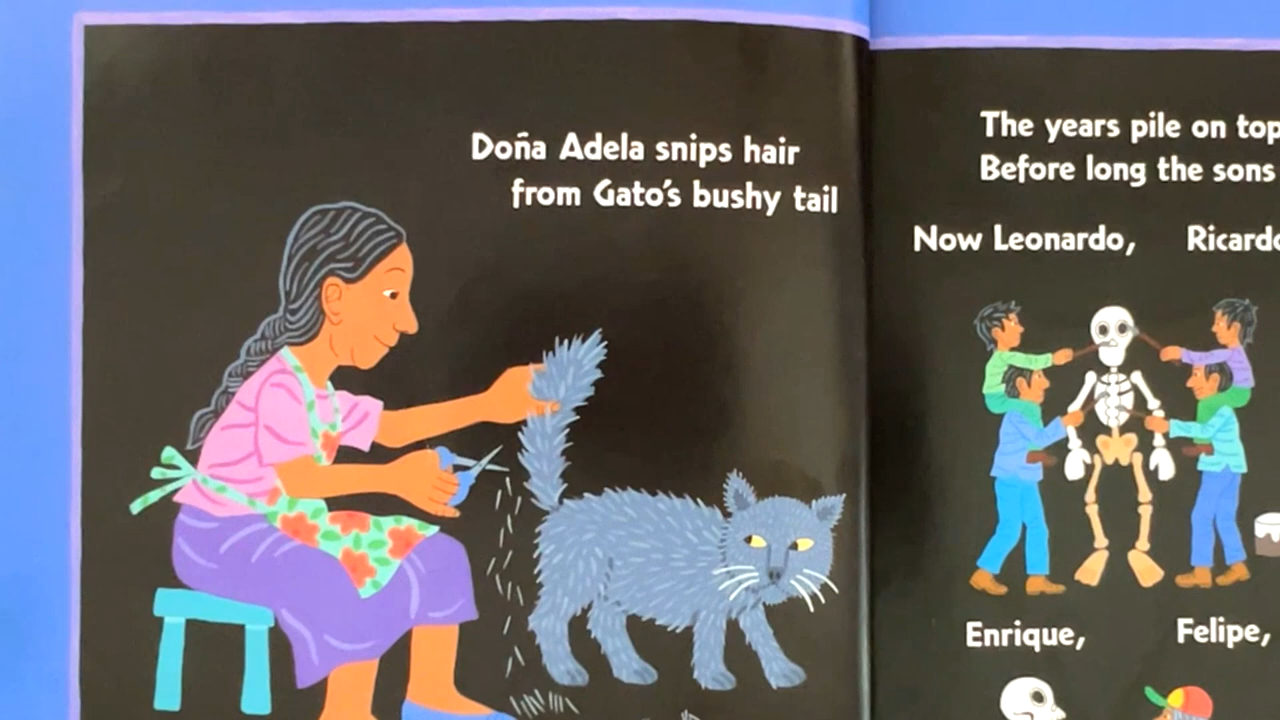 Doña Adela snips hair
from Gato's bushy tail
The years pile on top
Before long the sons
Now Leonardo, Ricardo
Enrique, Felipe,